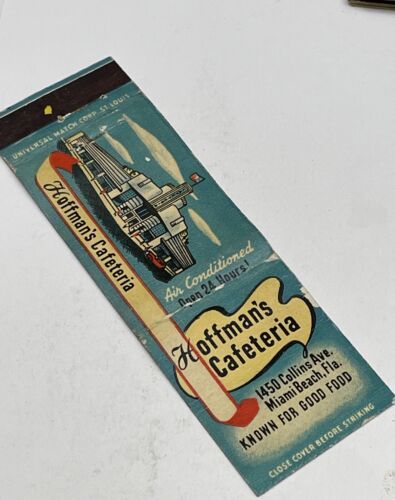 UNIVERSAL MATCH CORP. ST. LOUIS
Hoffman's Cafeteria
Air Conditioned
Open 24 Hours!
Hoffman's
Cafeteria
1450 Collins Ave.
Miami Beach, Fla.
KNOWN FOR GOOD FOOD
CLOSE COVER BEFORE STRIKING